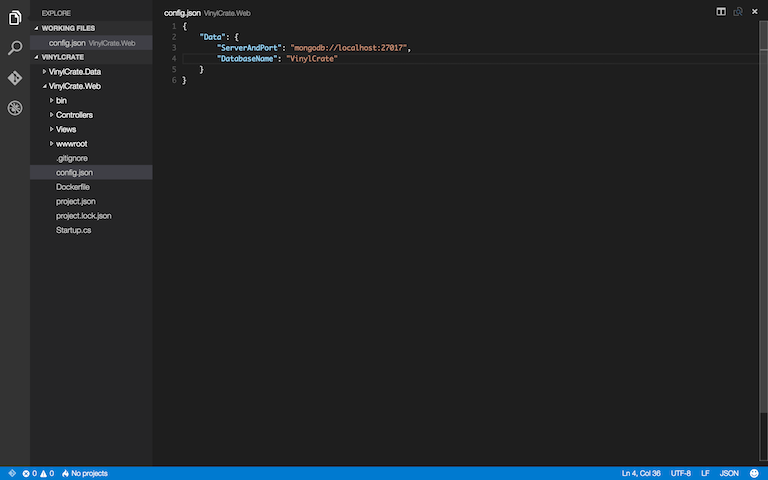 EXPLORE
WORKING FILES
config.json VinylCrate.Web
VINYLCRATE
VinylCrate.Data
VinylCrate.Web
bin
Controllers
Views
wwwroot
.gitignore
config.json
Dockerfile
project.json
project.lock.json
Startup.cs
config.json VinylCrate.Web
1 {
2 "Data": {
3 "ServerAndPort": "mongodb://localhost:27017",
4 "DatabaseName": "VinylCrate"
5 }
6 }
0 0 No projects
Ln 4, Col 36 UTF-8 LF JSON